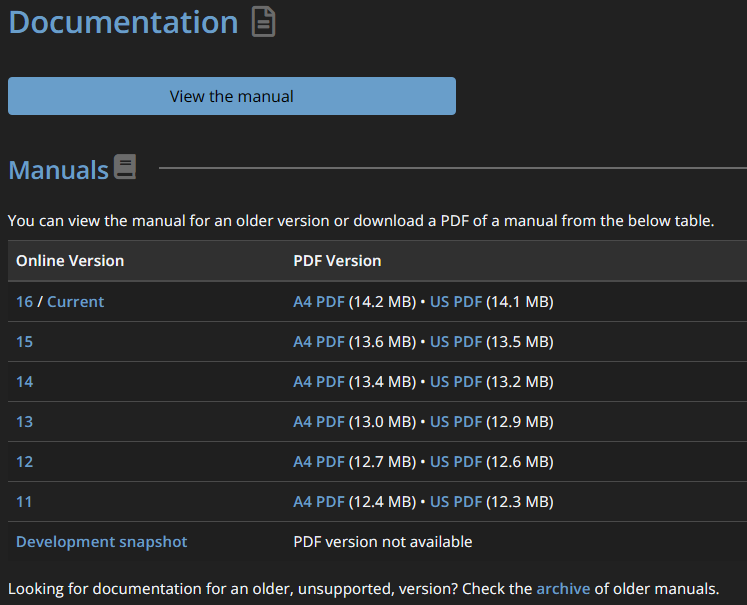 Documentation
View the manual
Manuals
You can view the manual for an older version or download a PDF of a manual from the below table.
Online Version PDF Version
16 / Current A4 PDF (14.2 MB) • US PDF (14.1 MB)
15 A4 PDF (13.6 MB) • US PDF (13.5 MB)
14 A4 PDF (13.4 MB) • US PDF (13.2 MB)
13 A4 PDF (13.0 MB) • US PDF (12.9 MB)
12 A4 PDF (12.7 MB) • US PDF (12.6 MB)
11 A4 PDF (12.4 MB) • US PDF (12.3 MB)
Development snapshot PDF version not available
Looking for documentation for an older, unsupported, version? Check the archive of older manuals.